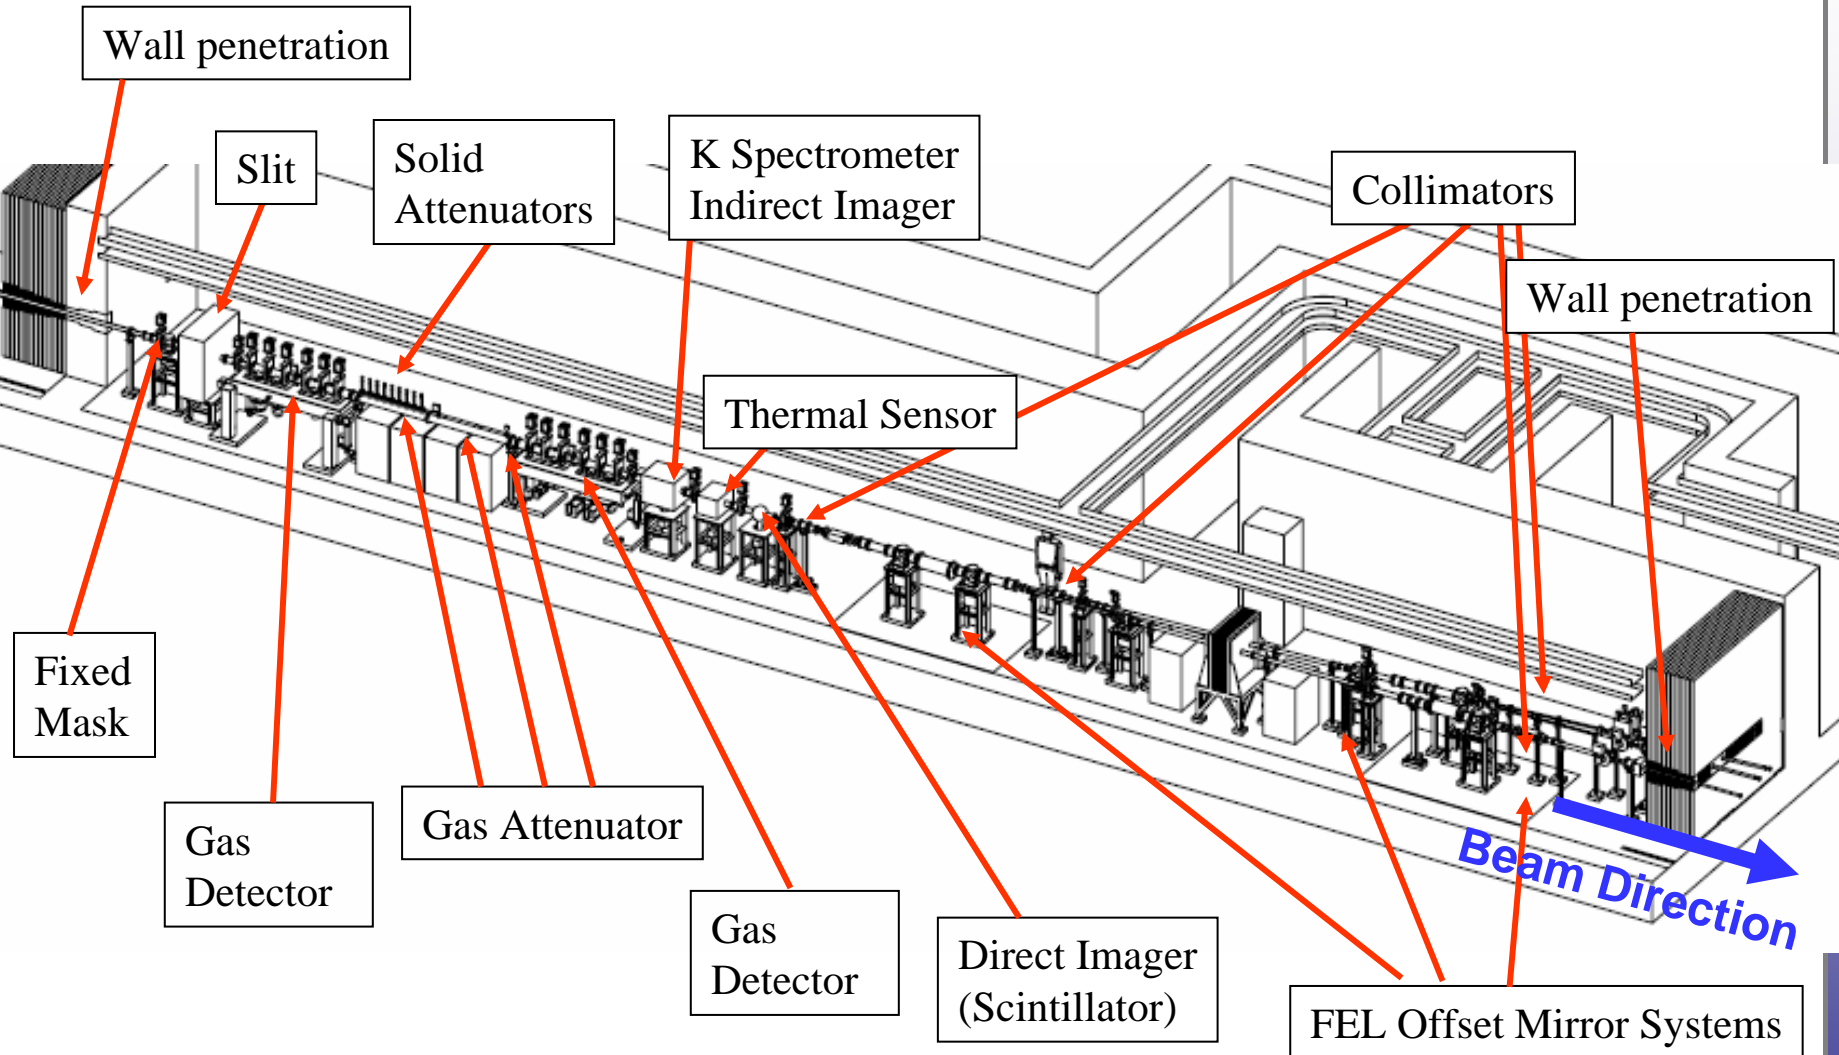 Wall penetration
Slit
Solid
Attenuators
K Spectrometer
Indirect Imager
Collimators
Wall penetration
Thermal Sensor
Fixed
Mask
Gas
Detector
Gas Attenuator
Gas
Detector
Direct Imager
(Scintillator)
FEL Offset Mirror Systems
Beam Direction